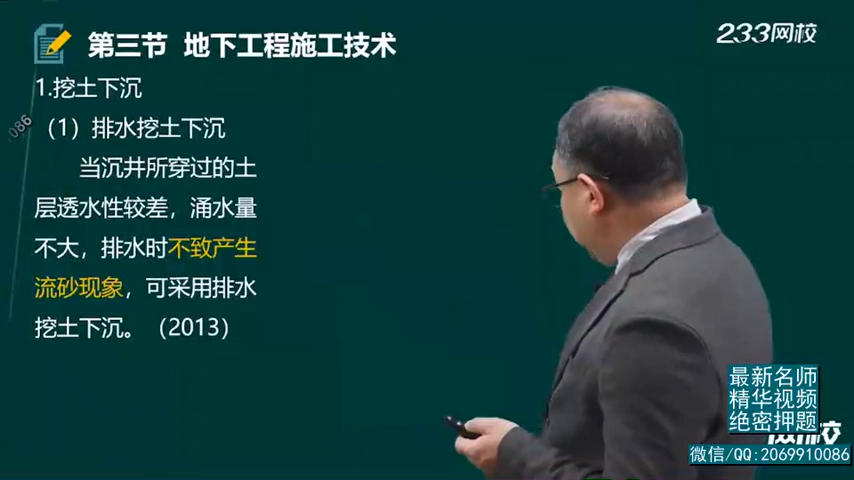 第三节 地下工程施工技术
233网校
1.挖土下沉
086
（1）排水挖土下沉
当沉井所穿过的土
层透水性较差，涌水量
不大，排水时不致产生
流砂现象，可采用排水
挖土下沉。（2013）
最新名师
精华视频
绝密押题
网校
微信/QQ:2069910086